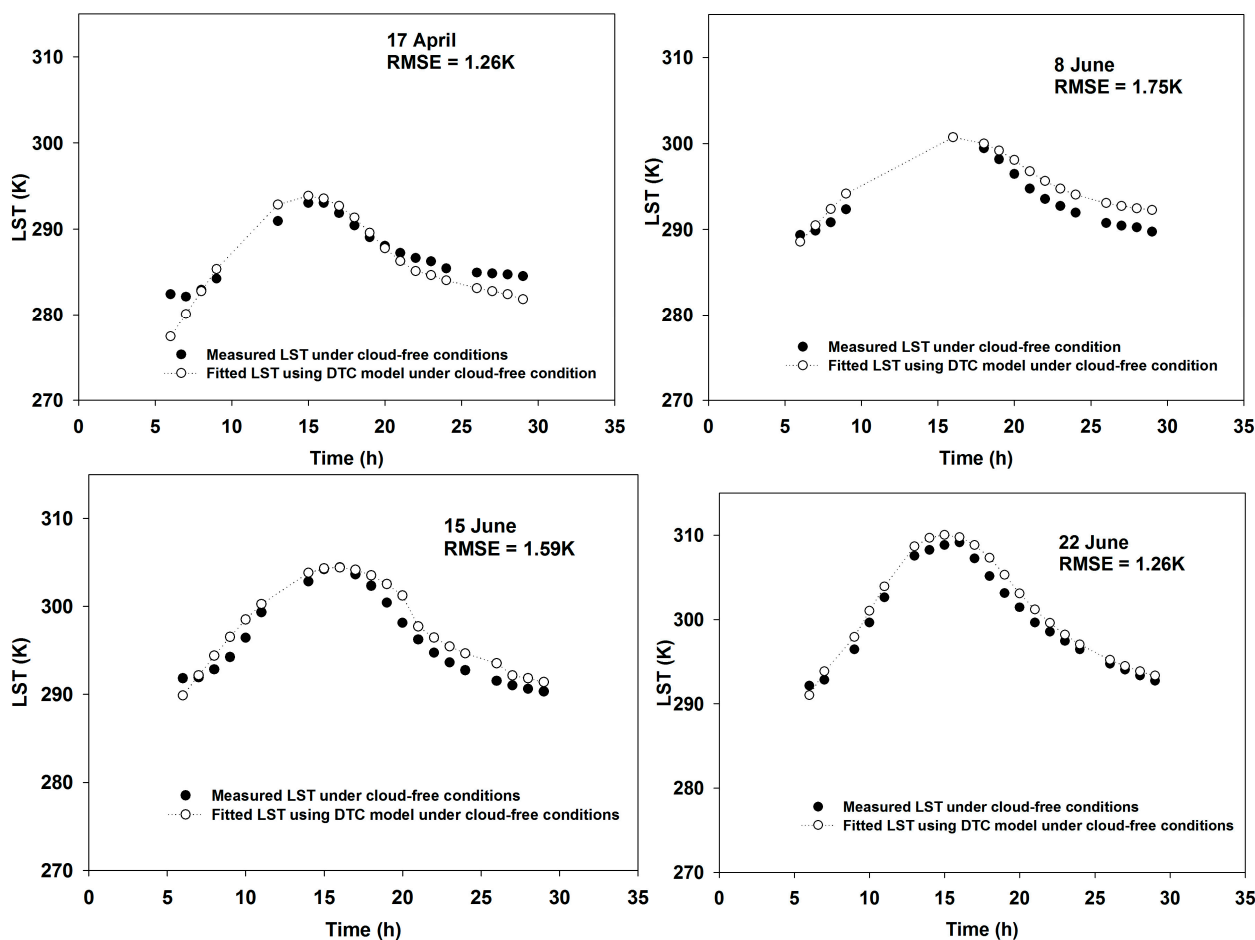 17 April
RMSE = 1.26K
310
300
290
280
270
LST (K)
Measured LST under cloud-free conditions
Fitted LST using DTC model under cloud-free condition
0 5 10 15 20 25 30 35
Time (h)
8 June
RMSE = 1.75K
310
300
290
280
270
LST (K)
Measured LST under cloud-free condition
Fitted LST using DTC model under cloud-free condition
0 5 10 15 20 25 30 35
Time (h)
15 June
RMSE = 1.59K
310
300
290
280
270
LST (K)
Measured LST under cloud-free conditions
Fitted LST using DTC model under cloud-free conditions
0 5 10 15 20 25 30 35
Time (h)
22 June
RMSE = 1.26K
310
300
290
280
270
LST (K)
Measured LST under cloud-free conditions
Fitted LST using DTC model under cloud-free conditions
0 5 10 15 20 25 30 35
Time (h)